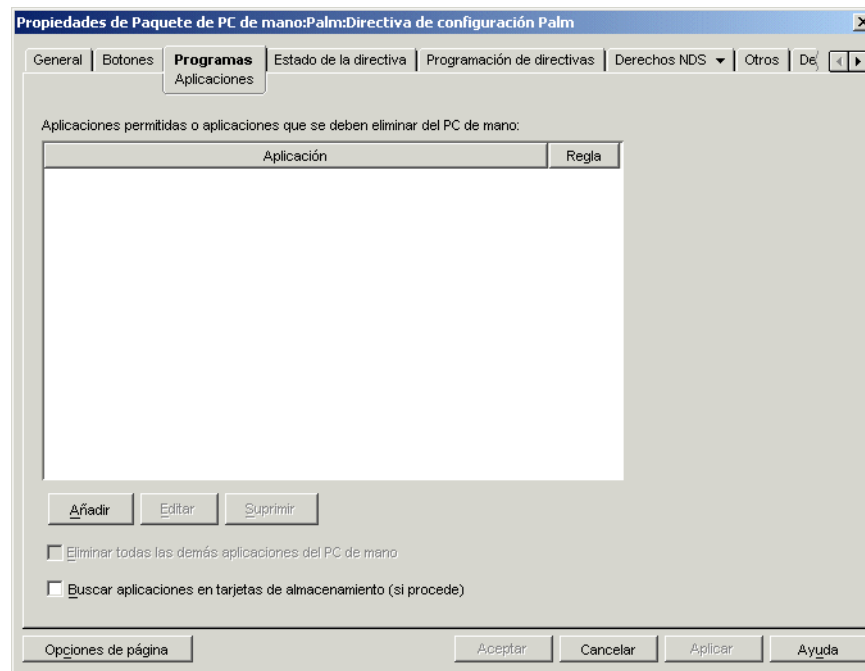 Propiedades de Paquete de PC de mano:Palm:Directiva de configuración Palm
General Botones Programas Estado de la directiva Programación de directivas Derechos NDS Otros
Aplicaciones
Aplicaciones permitidas o aplicaciones que se deben eliminar del PC de mano:
Aplicación Regla
Añadir Editar Suprimir
Eliminar todas las demás aplicaciones del PC de mano
Buscar aplicaciones en tarjetas de almacenamiento (si procede)
Opciones de página Aceptar Cancelar Aplicar Ayuda